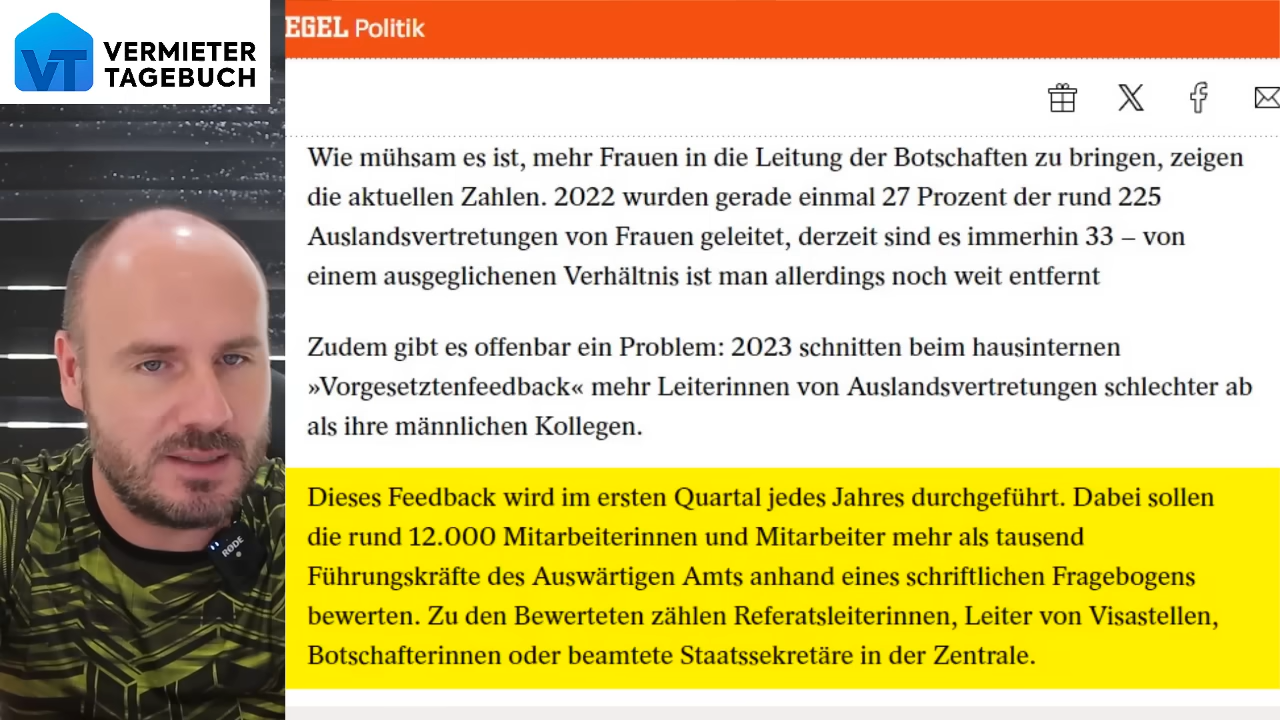 VT VERMIETER
TAGEBUCH
EGEL Politik
Wie mühsam es ist, mehr Frauen in die Leitung der Botschaften zu bringen, zeigen
die aktuellen Zahlen. 2022 wurden gerade einmal 27 Prozent der rund 225
Auslandsvertretungen von Frauen geleitet, derzeit sind es immerhin 33 – von
einem ausgeglichenen Verhältnis ist man allerdings noch weit entfernt
Zudem gibt es offenbar ein Problem: 2023 schnitten beim hausinternen
»Vorgesetztenfeedback« mehr Leiterinnen von Auslandsvertretungen schlechter ab
als ihre männlichen Kollegen.
Dieses Feedback wird im ersten Quartal jedes Jahres durchgeführt. Dabei sollen
die rund 12.000 Mitarbeiterinnen und Mitarbeiter mehr als tausend
Führungskräfte des Auswärtigen Amts anhand eines schriftlichen Fragebogens
bewerten. Zu den Bewerteten zählen Referatsleiterinnen, Leiter von Visastellen,
Botschafterinnen oder beamtete Staatssekretäre in der Zentrale.
RØDE